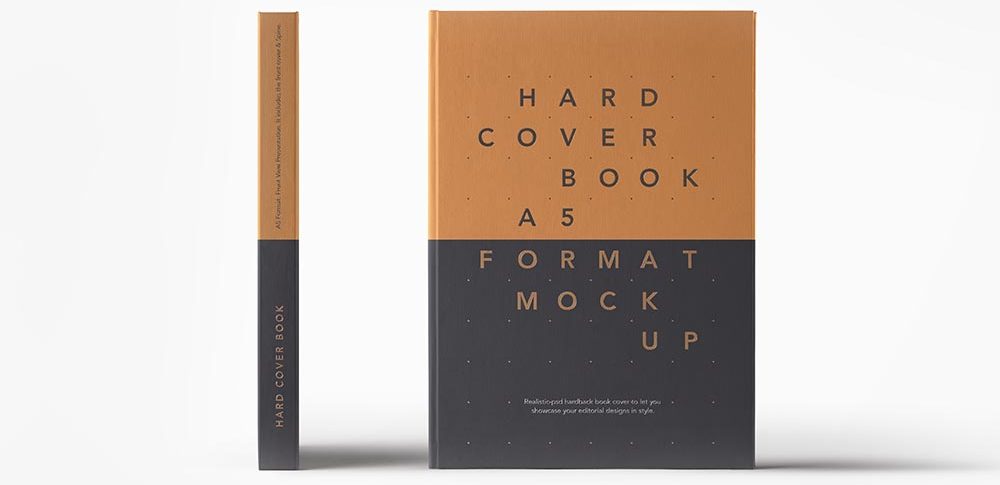 A5 Format. Front View Presentation. It includes the front cover & Spine.
HARD COVER BOOK
HARD
COVER
BOOK
A5
FORMAT
MOCK
UP
Realistic psd hardback book cover to let you
showcase your editorial designs in style.